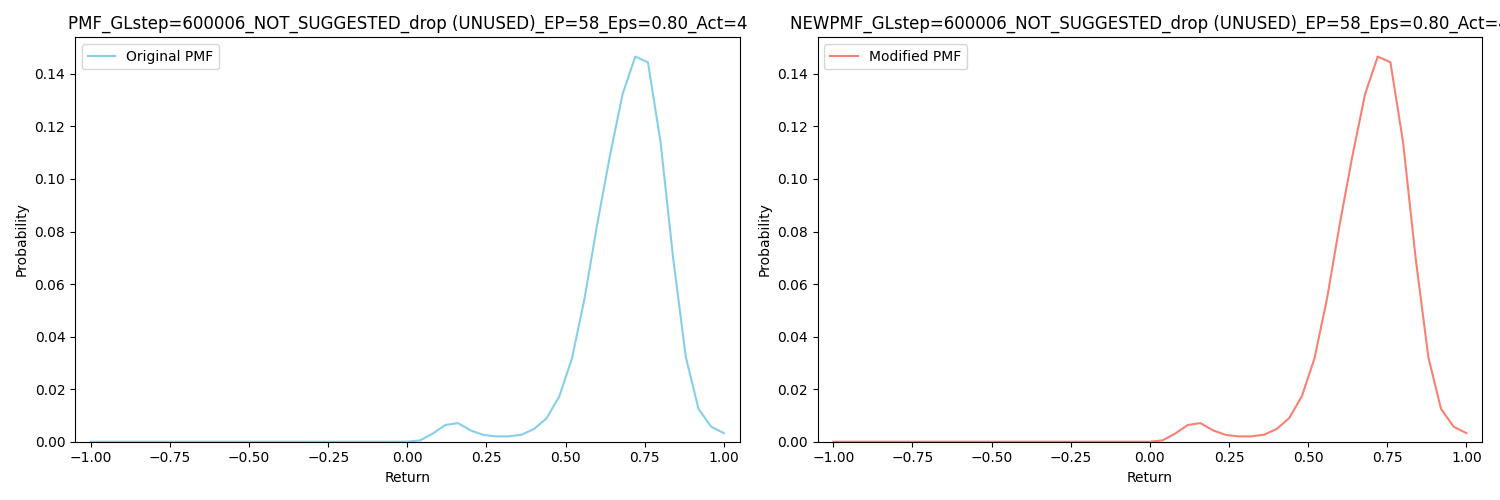 PMF_GLstep=600006_NOT_SUGGESTED_drop (UNUSED)_EP=58_Eps=0.80_Act=4
Original PMF
Probability
0.14
0.12
0.10
0.08
0.06
0.04
0.02
0.00
−1.00 −0.75 −0.50 −0.25 0.00 0.25 0.50 0.75 1.00
Return
NEWPMF_GLstep=600006_NOT_SUGGESTED_drop (UNUSED)_EP=58_Eps=0.80_Act=4
Modified PMF
Probability
0.14
0.12
0.10
0.08
0.06
0.04
0.02
0.00
−1.00 −0.75 −0.50 −0.25 0.00 0.25 0.50 0.75 1.00
Return